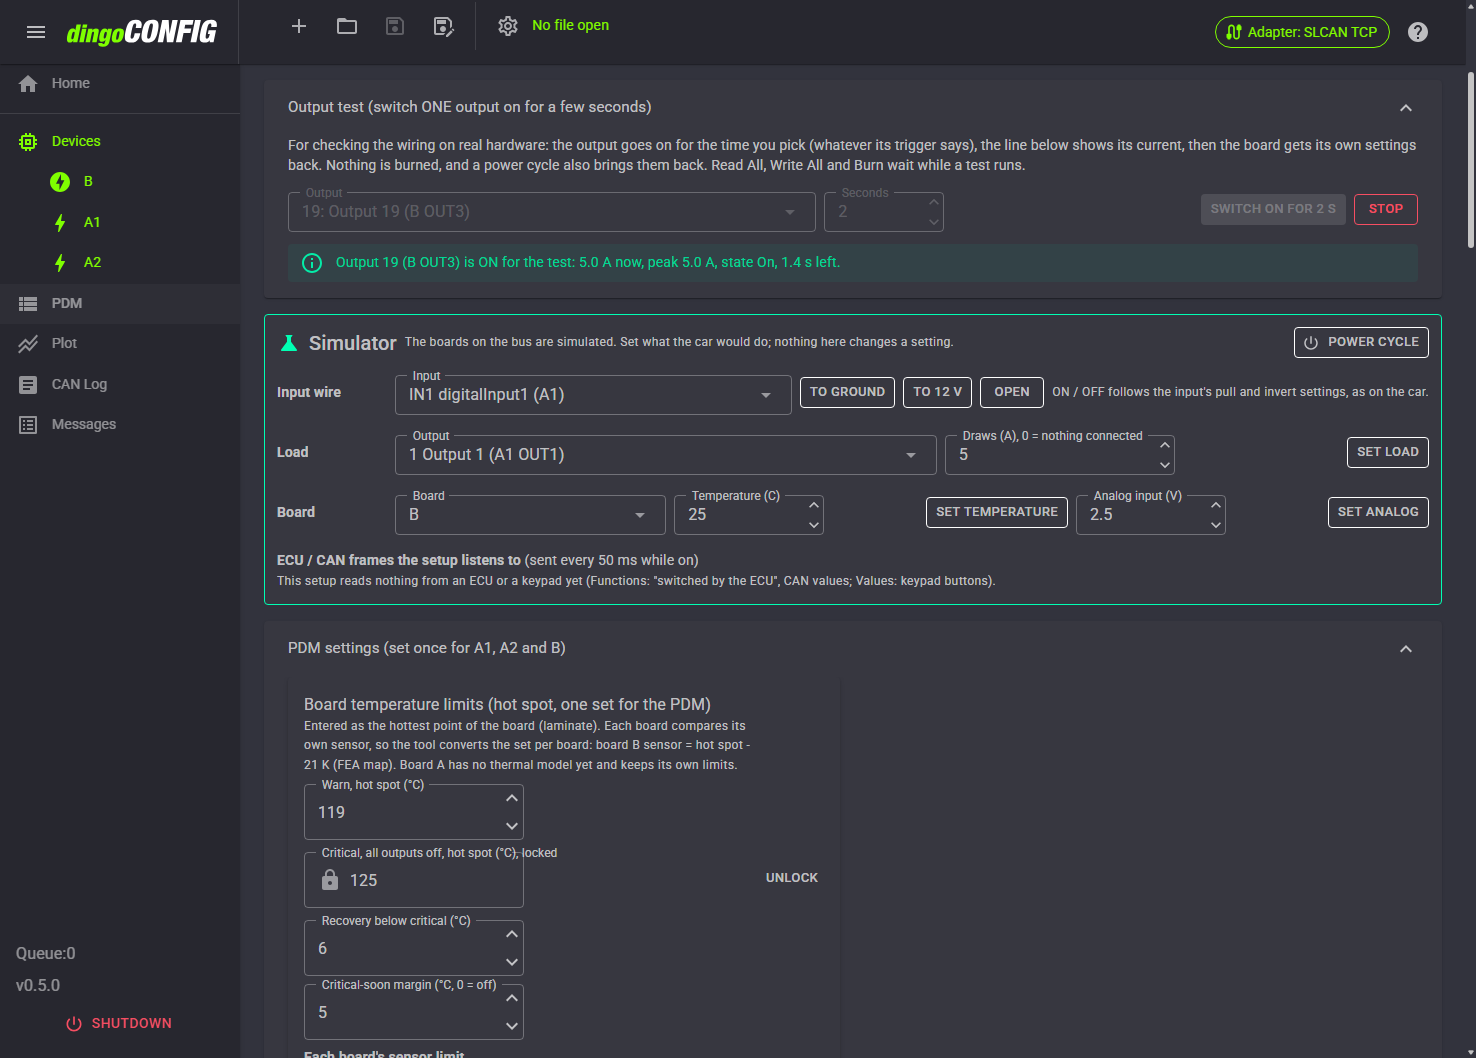 dingoCONFIG
No file open
Adapter: SLCAN TCP
Home
Devices
B
A1
A2
PDM
Plot
CAN Log
Messages
Queue:0
v0.5.0
SHUTDOWN
Output test (switch ONE output on for a few seconds)
For checking the wiring on real hardware: the output goes on for the time you pick (whatever its trigger says), the line below shows its current, then the board gets its own settings
back. Nothing is burned, and a power cycle also brings them back. Read All, Write All and Burn wait while a test runs.
Output
19: Output 19 (B OUT3)
Seconds
2
SWITCH ON FOR 2 S
STOP
Output 19 (B OUT3) is ON for the test: 5.0 A now, peak 5.0 A, state On, 1.4 s left.
Simulator
The boards on the bus are simulated. Set what the car would do; nothing here changes a setting.
POWER CYCLE
Input wire
Input
IN1 digitalInput1 (A1)
TO GROUND
TO 12 V
OPEN
ON / OFF follows the input's pull and invert settings, as on the car.
Load
Output
1 Output 1 (A1 OUT1)
Draws (A), 0 = nothing connected
5
SET LOAD
Board
Board
B
Temperature (C)
25
SET TEMPERATURE
Analog input (V)
2.5
SET ANALOG
ECU / CAN frames the setup listens to (sent every 50 ms while on)
This setup reads nothing from an ECU or a keypad yet (Functions: "switched by the ECU", CAN values; Values: keypad buttons).
PDM settings (set once for A1, A2 and B)
Board temperature limits (hot spot, one set for the PDM)
Entered as the hottest point of the board (laminate). Each board compares its
own sensor, so the tool converts the set per board: board B sensor = hot spot -
21 K (FEA map). Board A has no thermal model yet and keeps its own limits.
Warn, hot spot (°C)
119
Critical, all outputs off, hot spot (°C), locked
125
UNLOCK
Recovery below critical (°C)
6
Critical-soon margin (°C, 0 = off)
5
Each board's sensor limit